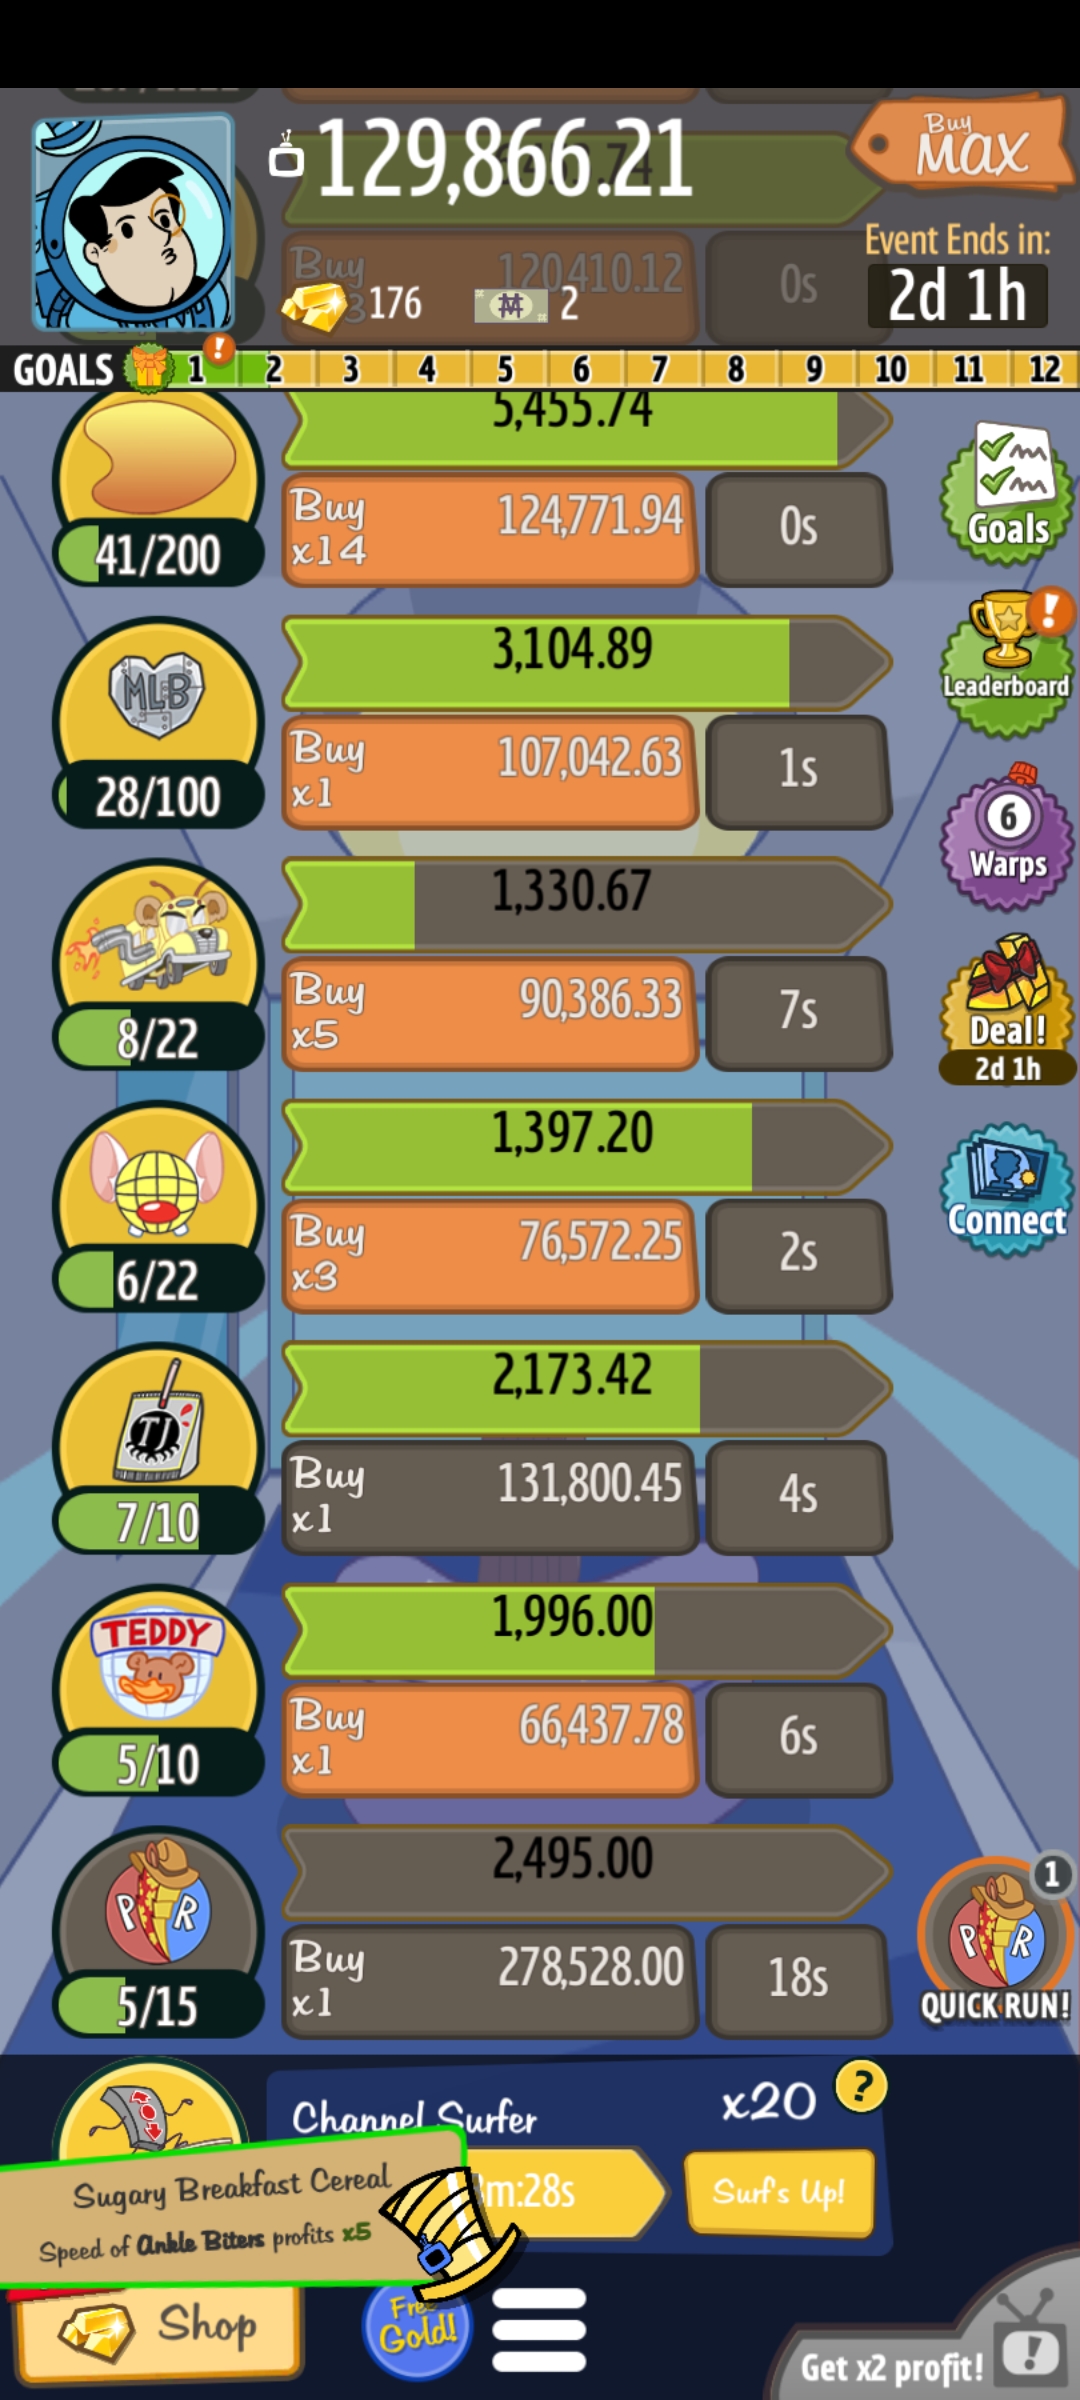 129,866.21
Buy
MAX
Event Ends in:
2d 1h
Buy 120,410.12 0s
176 2
GOALS 1 ! 2 3 4 5 6 7 8 9 10 11 12
5,455.74
Buy x14 124,771.94 0s
41/200
Goals
MLB 3,104.89
Buy x1 107,042.63 1s
28/100
!
Leaderboard
6
Warps
1,330.67
Buy x5 90,386.33 7s
8/22
Deal!
2d 1h
1,397.20
Buy x3 76,572.25 2s
6/22
Connect
TJ 2,173.42
Buy x1 131,800.45 4s
7/10
TEDDY 1,996.00
Buy x1 66,437.78 6s
5/10
P R 2,495.00
Buy x1 278,528.00 18s
5/15
1
P R
QUICK RUN!
Channel Surfer x20 ?
m:28s Surf's Up!
Sugary Breakfast Cereal
Speed of Ankle Biters profits x5
Shop
Free
Gold!
Get x2 profit! !